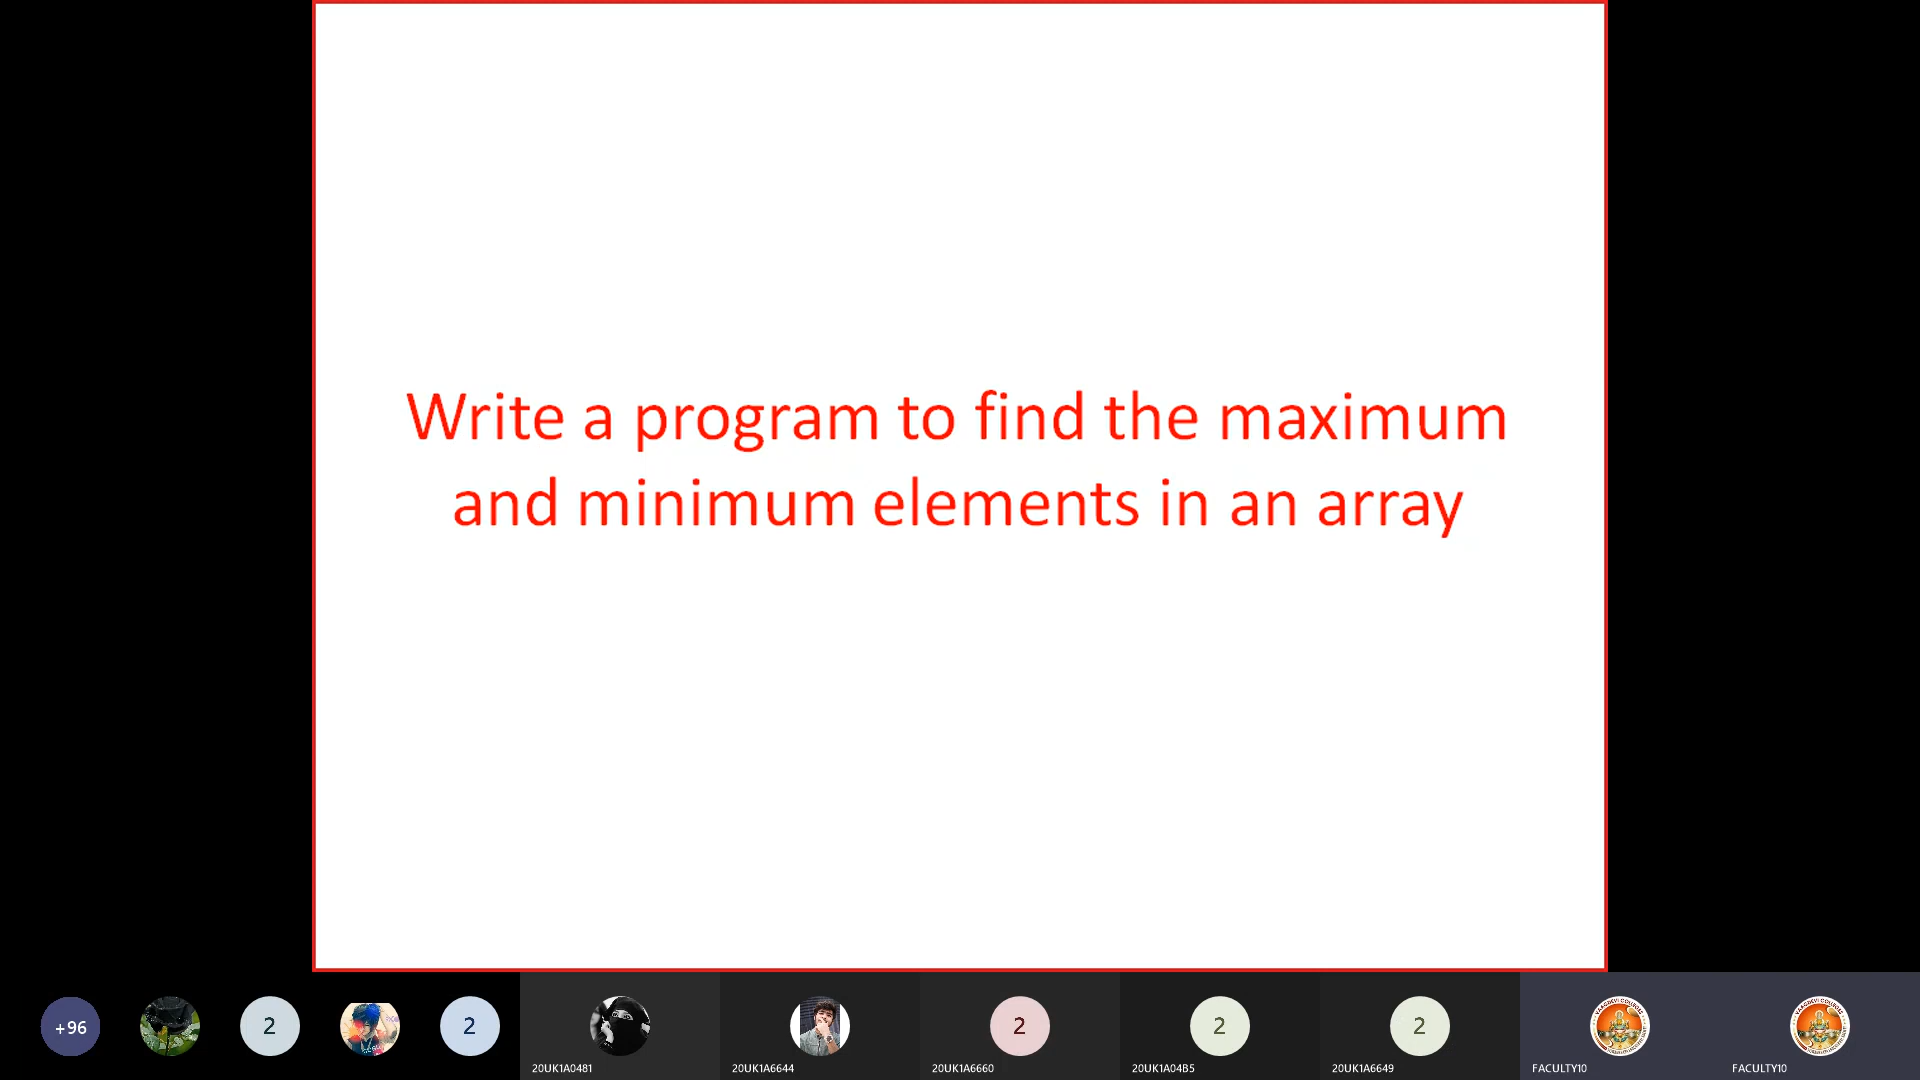 Write a program to find the maximum
and minimum elements in an array
+96
2
2
2
2
2
20UK1A0481
20UK1A6644
20UK1A6660
20UK1A04B5
20UK1A6649
FACULTY10
FACULTY10